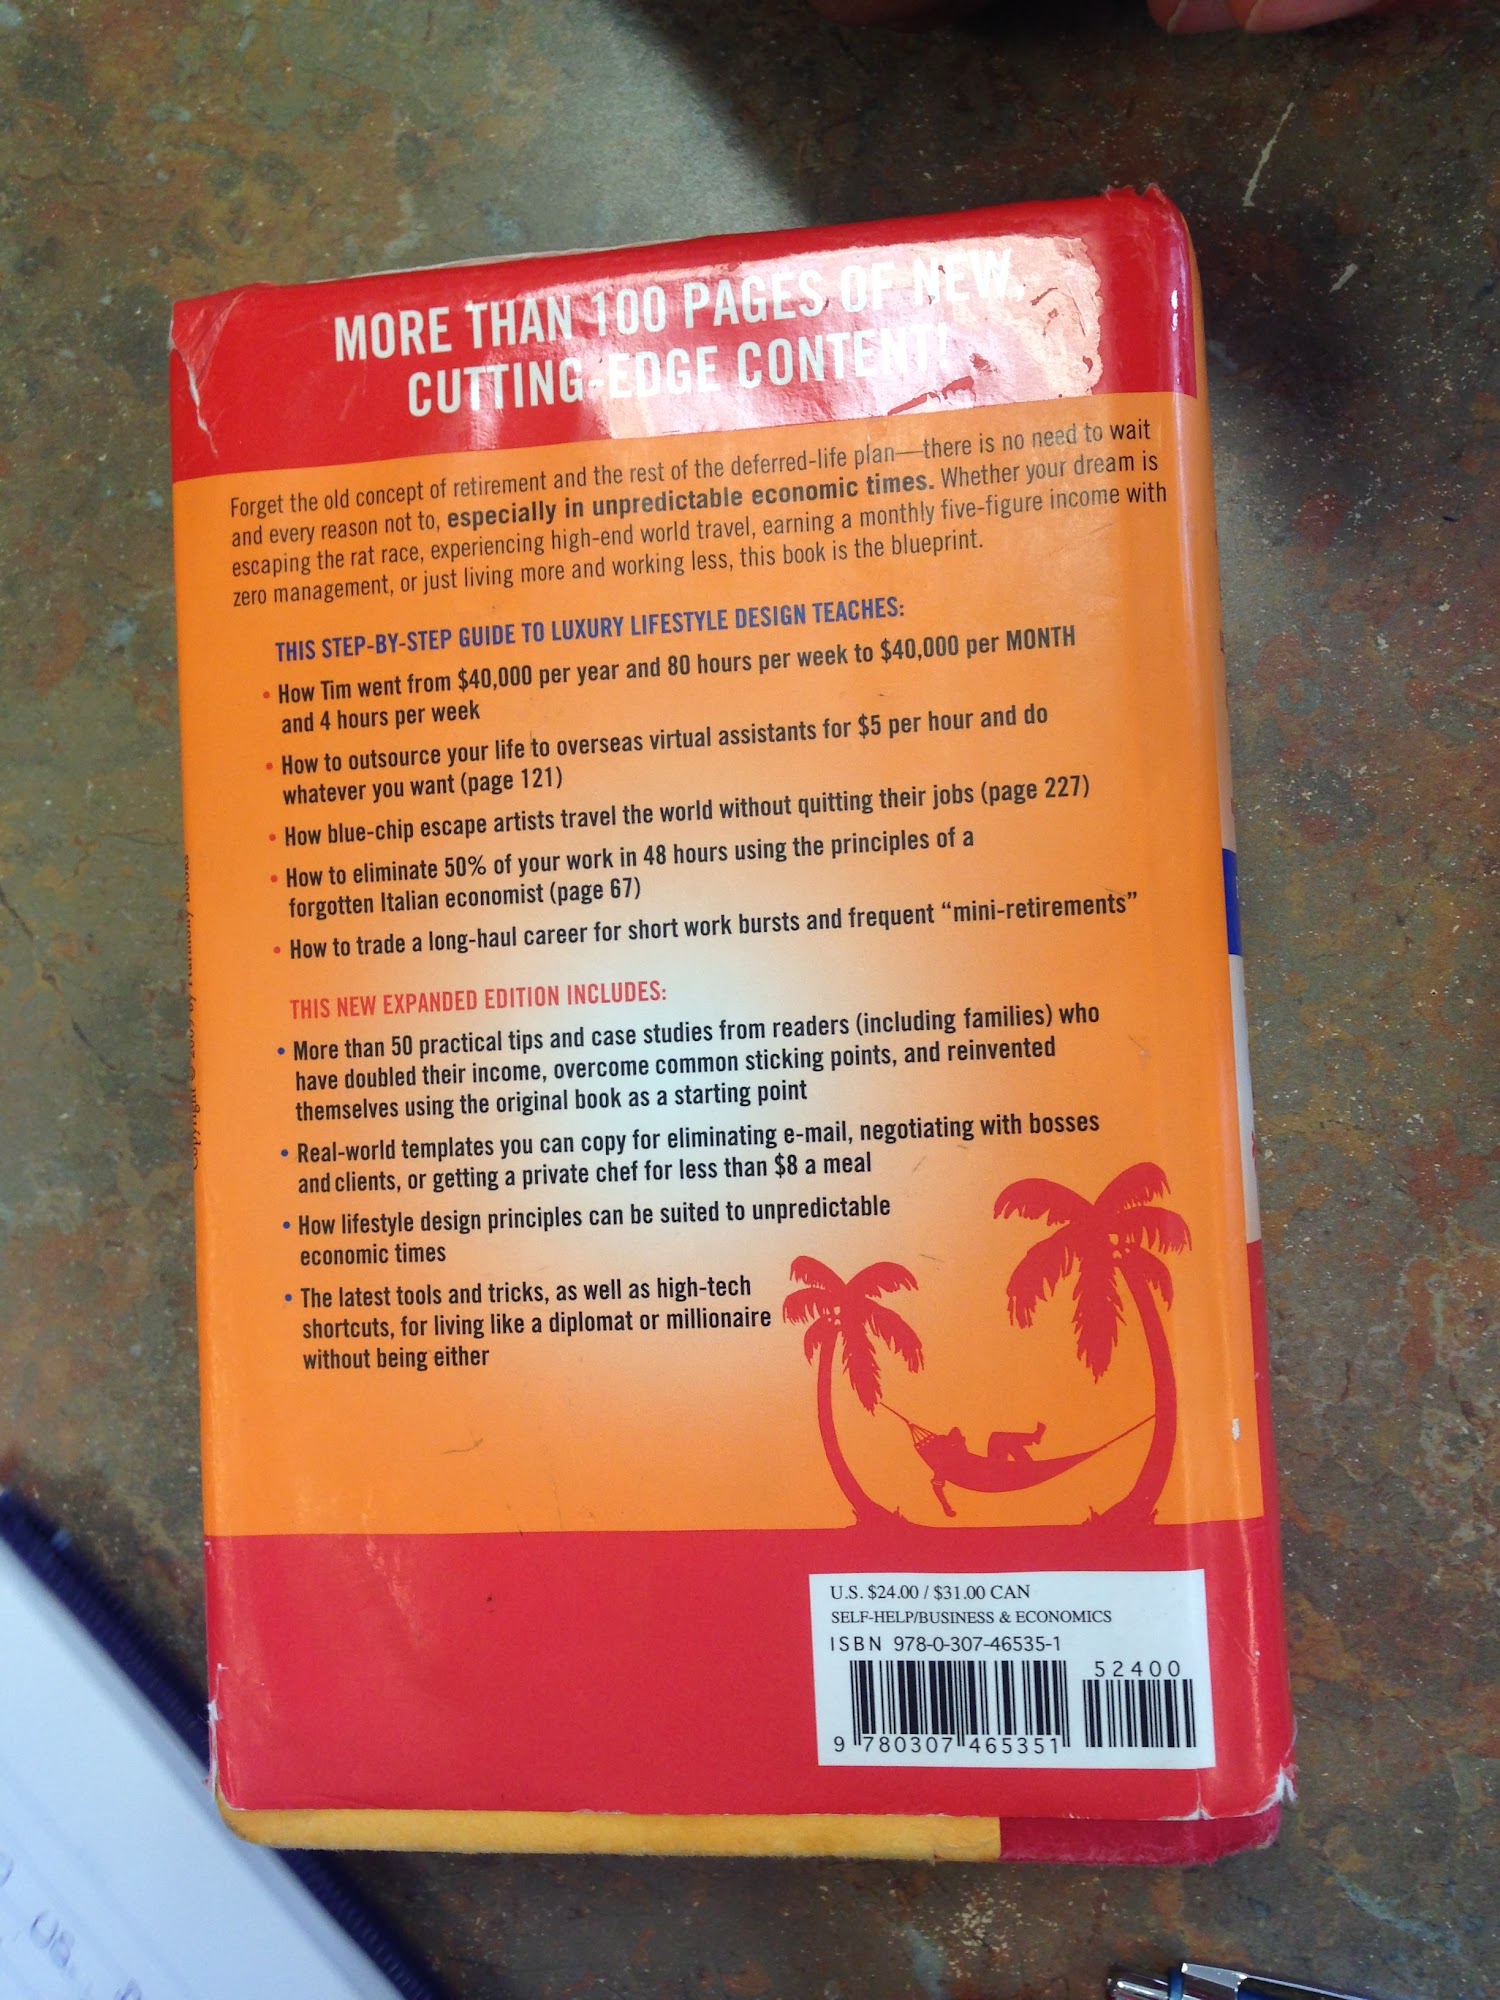 MORE THAN 100 PAGES OF NEW,
CUTTING-EDGE CONTENT!
Forget the old concept of retirement and the rest of the deferred-life plan—there is no need to wait
and every reason not to, especially in unpredictable economic times. Whether your dream is
escaping the rat race, experiencing high-end world travel, earning a monthly five-figure income with
zero management, or just living more and working less, this book is the blueprint.
THIS STEP-BY-STEP GUIDE TO LUXURY LIFESTYLE DESIGN TEACHES:
• How Tim went from $40,000 per year and 80 hours per week to $40,000 per MONTH
and 4 hours per week
• How to outsource your life to overseas virtual assistants for $5 per hour and do
whatever you want (page 121)
• How blue-chip escape artists travel the world without quitting their jobs (page 227)
• How to eliminate 50% of your work in 48 hours using the principles of a
forgotten Italian economist (page 67)
• How to trade a long-haul career for short work bursts and frequent “mini-retirements”
THIS NEW EXPANDED EDITION INCLUDES:
• More than 50 practical tips and case studies from readers (including families) who
have doubled their income, overcome common sticking points, and reinvented
themselves using the original book as a starting point
• Real-world templates you can copy for eliminating e-mail, negotiating with bosses
and clients, or getting a private chef for less than $8 a meal
• How lifestyle design principles can be suited to unpredictable
economic times
• The latest tools and tricks, as well as high-tech
shortcuts, for living like a diplomat or millionaire
without being either
U.S. $24.00 / $31.00 CAN
SELF-HELP/BUSINESS & ECONOMICS
ISBN 978-0-307-46535-1
52400
9 780307 465351